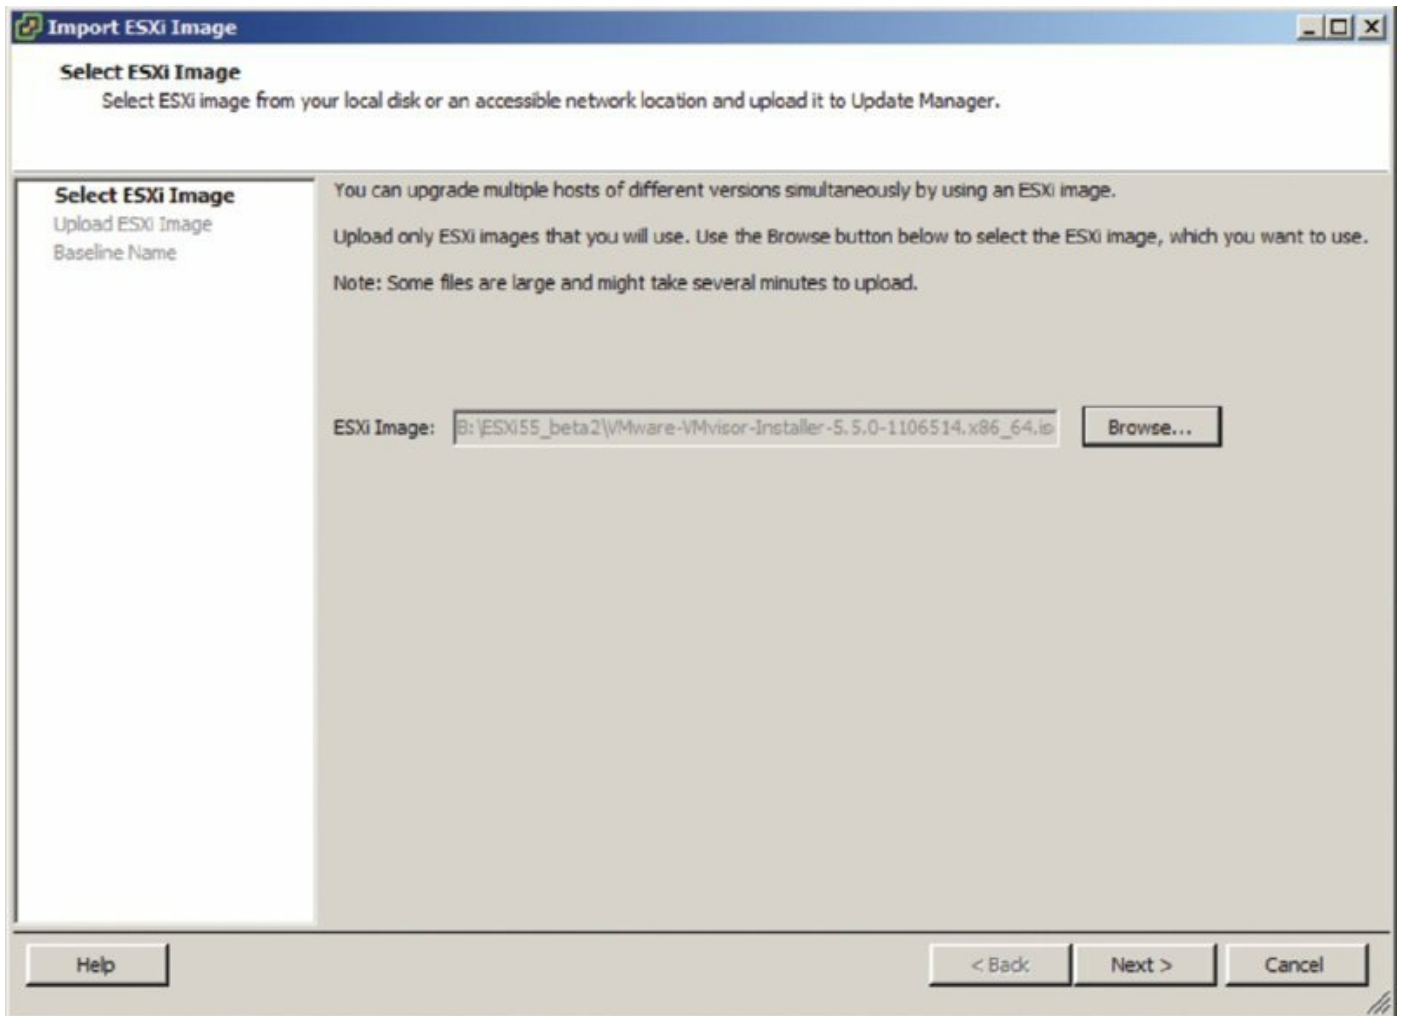 Import ESXi Image
Select ESXi Image
Select ESXi image from your local disk or an accessible network location and upload it to Update Manager.
Select ESXi Image
Upload ESXi Image
Baseline Name
You can upgrade multiple hosts of different versions simultaneously by using an ESXi image.
Upload only ESXi images that you will use. Use the Browse button below to select the ESXi image, which you want to use.
Note: Some files are large and might take several minutes to upload.
ESXi Image: B:\ESXi55_beta2\VMware-VMvisor-Installer-5.5.0-1106514.x86_64.is Browse...
Help < Back Next > Cancel